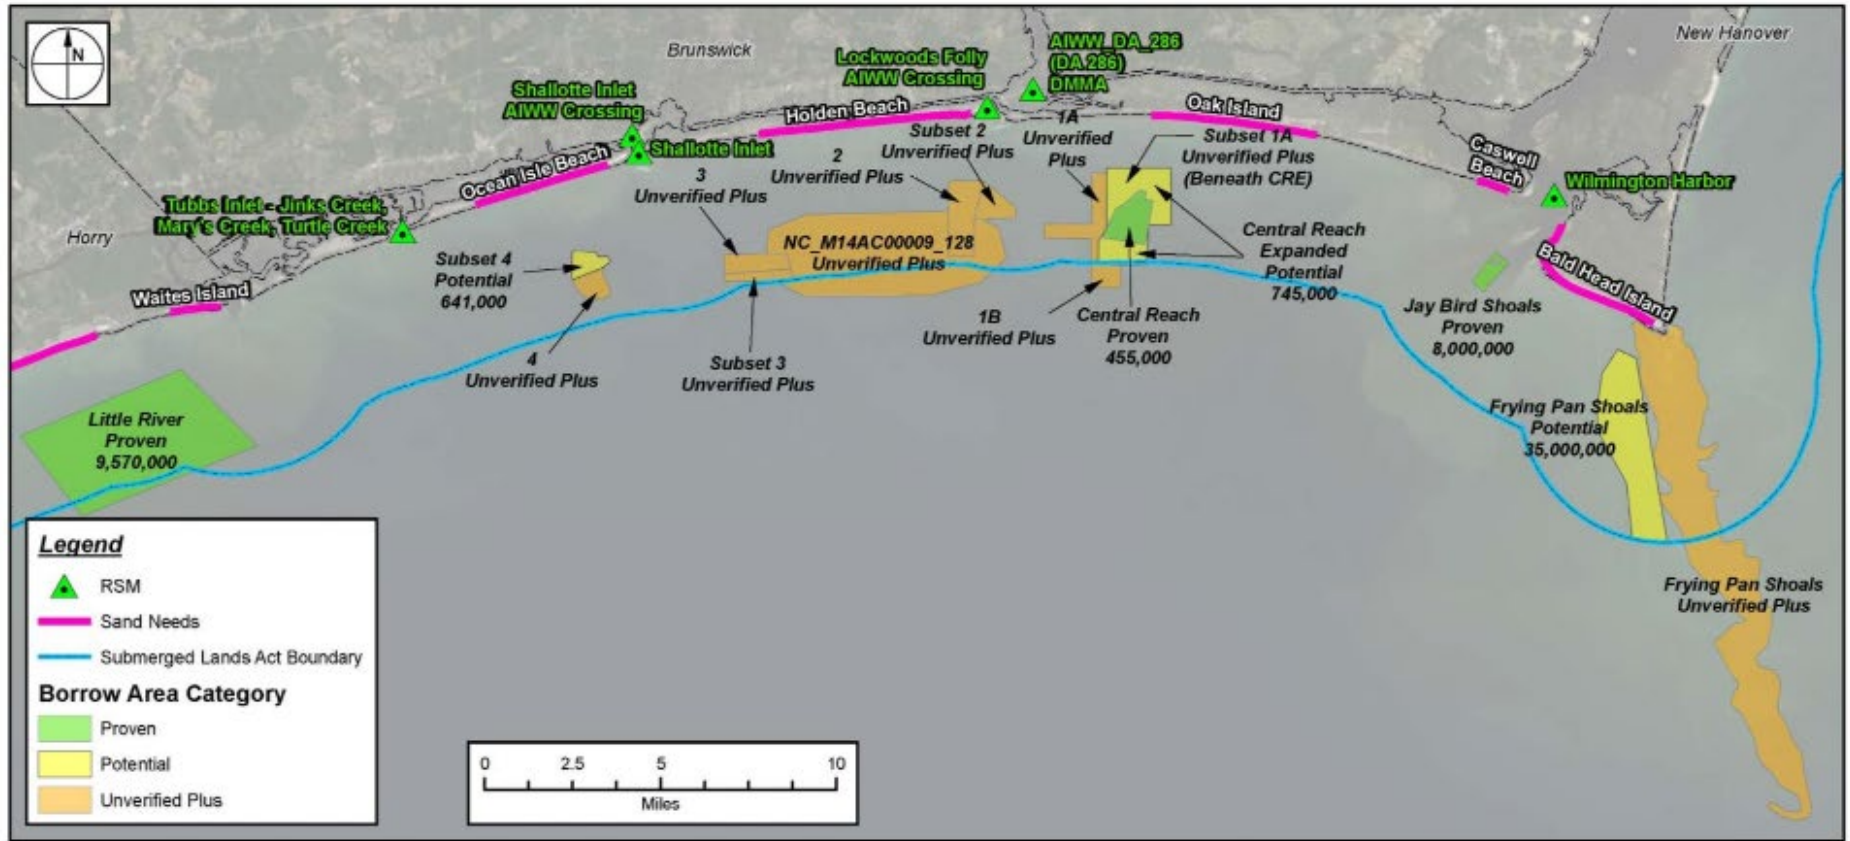 N
Brunswick
New Hanover
Horry
Shallotte Inlet
AIWW Crossing
Lockwoods Folly
AIWW Crossing
AIWW_DA_286
(DA 286)
DMMA
Shallotte Inlet
Tubbs Inlet - Jinks Creek,
Mary's Creek, Turtle Creek
Wilmington Harbor
Waites Island
Ocean Isle Beach
Holden Beach
Oak Island
Caswell
Beach
Bald Head Island
Subset 4
Potential
641,000
4
Unverified Plus
3
Unverified Plus
Subset 3
Unverified Plus
2
Unverified Plus
Subset 2
Unverified Plus
NC_M14AC00009_128
Unverified Plus
1A
Unverified
Plus
Subset 1A
Unverified Plus
(Beneath CRE)
1B
Unverified Plus
Central Reach
Proven
455,000
Central Reach
Expanded
Potential
745,000
Jay Bird Shoals
Proven
8,000,000
Frying Pan Shoals
Potential
35,000,000
Frying Pan Shoals
Unverified Plus
Little River
Proven
9,570,000
Legend
RSM
Sand Needs
Submerged Lands Act Boundary
Borrow Area Category
Proven
Potential
Unverified Plus
0 2.5 5 10
Miles